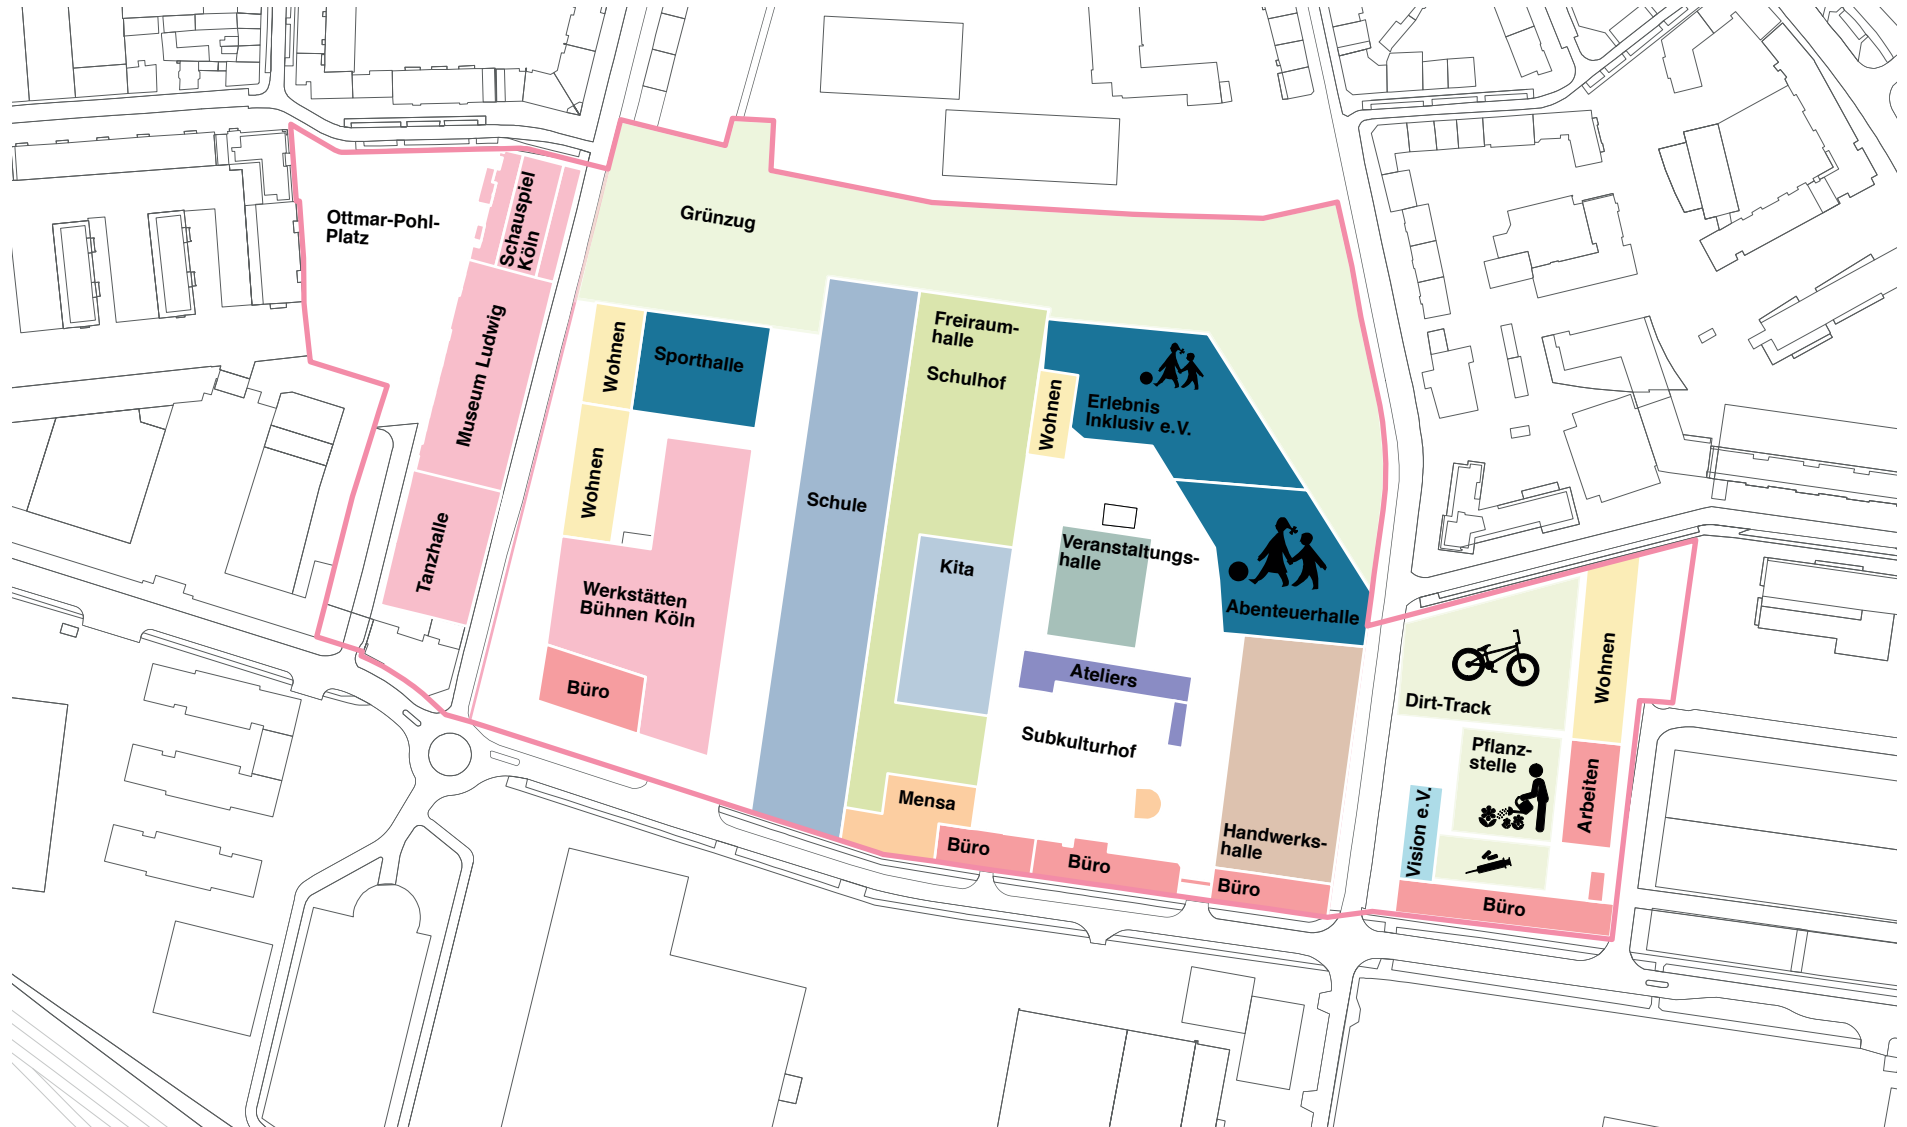 Ottmar-Pohl-
Platz
Schauspiel
Köln
Museum Ludwig
Tanzhalle
Grünzug
Wohnen
Sporthalle
Wohnen
Werkstätten
Bühnen Köln
Büro
Schule
Freiraum-
halle
Schulhof
Kita
Mensa
Büro
Büro
Wohnen
Erlebnis
Inklusiv e.V.
Veranstaltungs-
halle
Abenteuerhalle
Ateliers
Subkulturhof
Handwerks-
halle
Büro
Dirt-Track
Wohnen
Pflanz-
stelle
Arbeiten
Vision e.V.
Büro